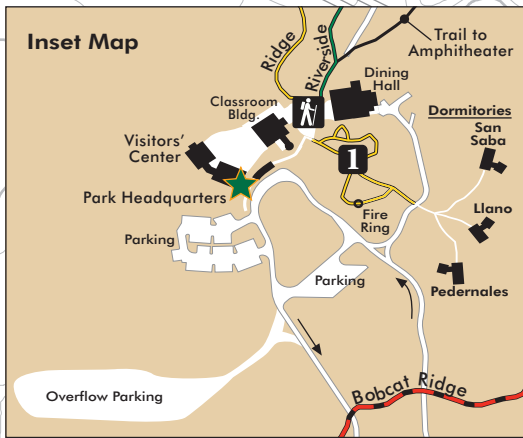 Inset Map
Ridge
Riverside
Trail to
Amphitheater
Dining
Hall
Classroom
Bldg.
Visitors'
Center
Park Headquarters
1
Dormitories
San
Saba
Llano
Pedernales
Fire
Ring
Parking
Parking
Overflow Parking
Bobcat Ridge